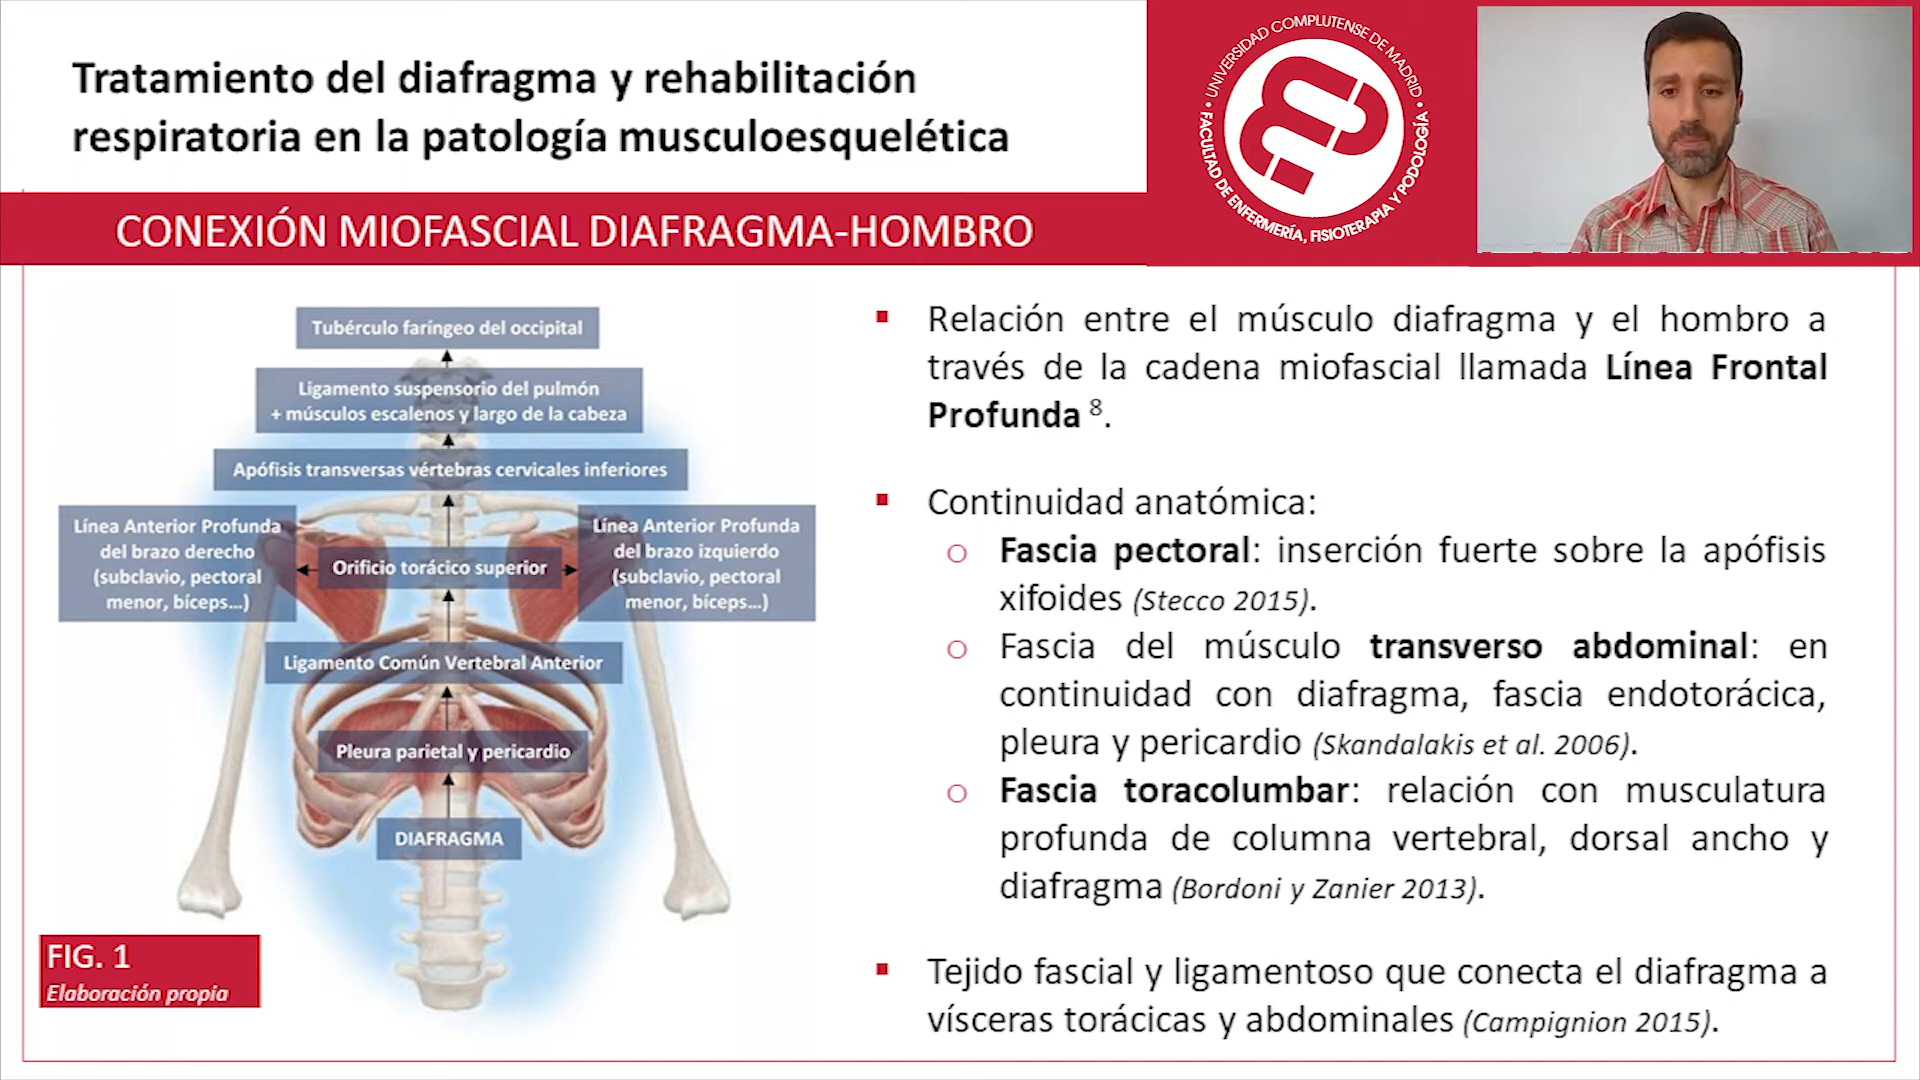 Tratamiento del diafragma y rehabilitación
respiratoria en la patología musculoesquelética
• UNIVERSIDAD COMPLUTENSE DE MADRID •
FACULTAD DE ENFERMERÍA, FISIOTERAPIA Y PODOLOGÍA
CONEXIÓN MIOFASCIAL DIAFRAGMA-HOMBRO
Tubérculo faríngeo del occipital
Ligamento suspensorio del pulmón
+ músculos escalenos y largo de la cabeza
Apófisis transversas vértebras cervicales inferiores
Línea Anterior Profunda
del brazo derecho
(subclavio, pectoral
menor, bíceps...)
Orificio torácico superior
Línea Anterior Profunda
del brazo izquierdo
(subclavio, pectoral
menor, bíceps...)
Ligamento Común Vertebral Anterior
Pleura parietal y pericardio
DIAFRAGMA
FIG. 1
Elaboración propia
▪ Relación entre el músculo diafragma y el hombro a
través de la cadena miofascial llamada Línea Frontal
Profunda ⁸.
▪ Continuidad anatómica:
o Fascia pectoral: inserción fuerte sobre la apófisis
xifoides (Stecco 2015).
o Fascia del músculo transverso abdominal: en
continuidad con diafragma, fascia endotorácica,
pleura y pericardio (Skandalakis et al. 2006).
o Fascia toracolumbar: relación con musculatura
profunda de columna vertebral, dorsal ancho y
diafragma (Bordoni y Zanier 2013).
▪ Tejido fascial y ligamentoso que conecta el diafragma a
vísceras torácicas y abdominales (Campignion 2015).